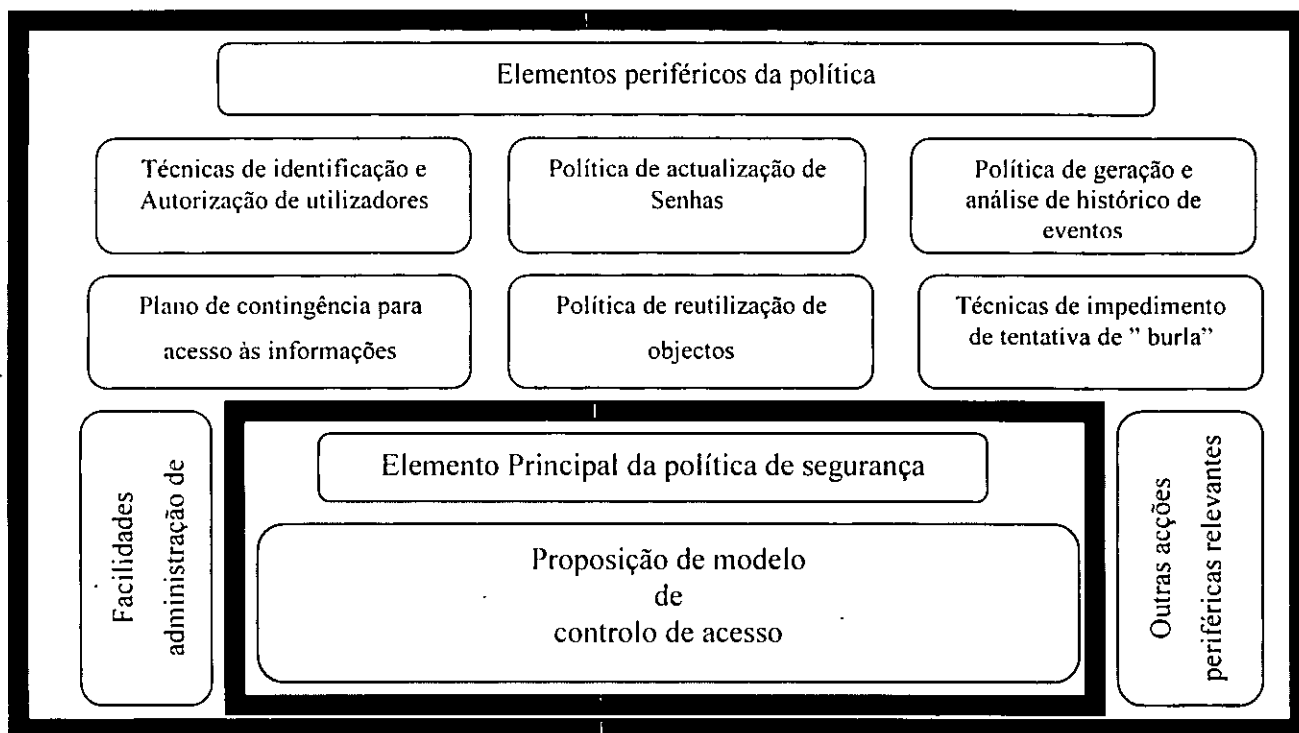 Elementos periféricos da política
Técnicas de identificação e
Autorização de utilizadores
Política de actualização de
Senhas
Política de geração e
análise de histórico de
eventos
Plano de contingência para
acesso às informações
Política de reutilização de
objectos
Técnicas de impedimento
de tentativa de ” burla”
Facilidades
administração de
Elemento Principal da política de segurança
Proposição de modelo
de
controlo de acesso
Outras acções
periféricas relevantes